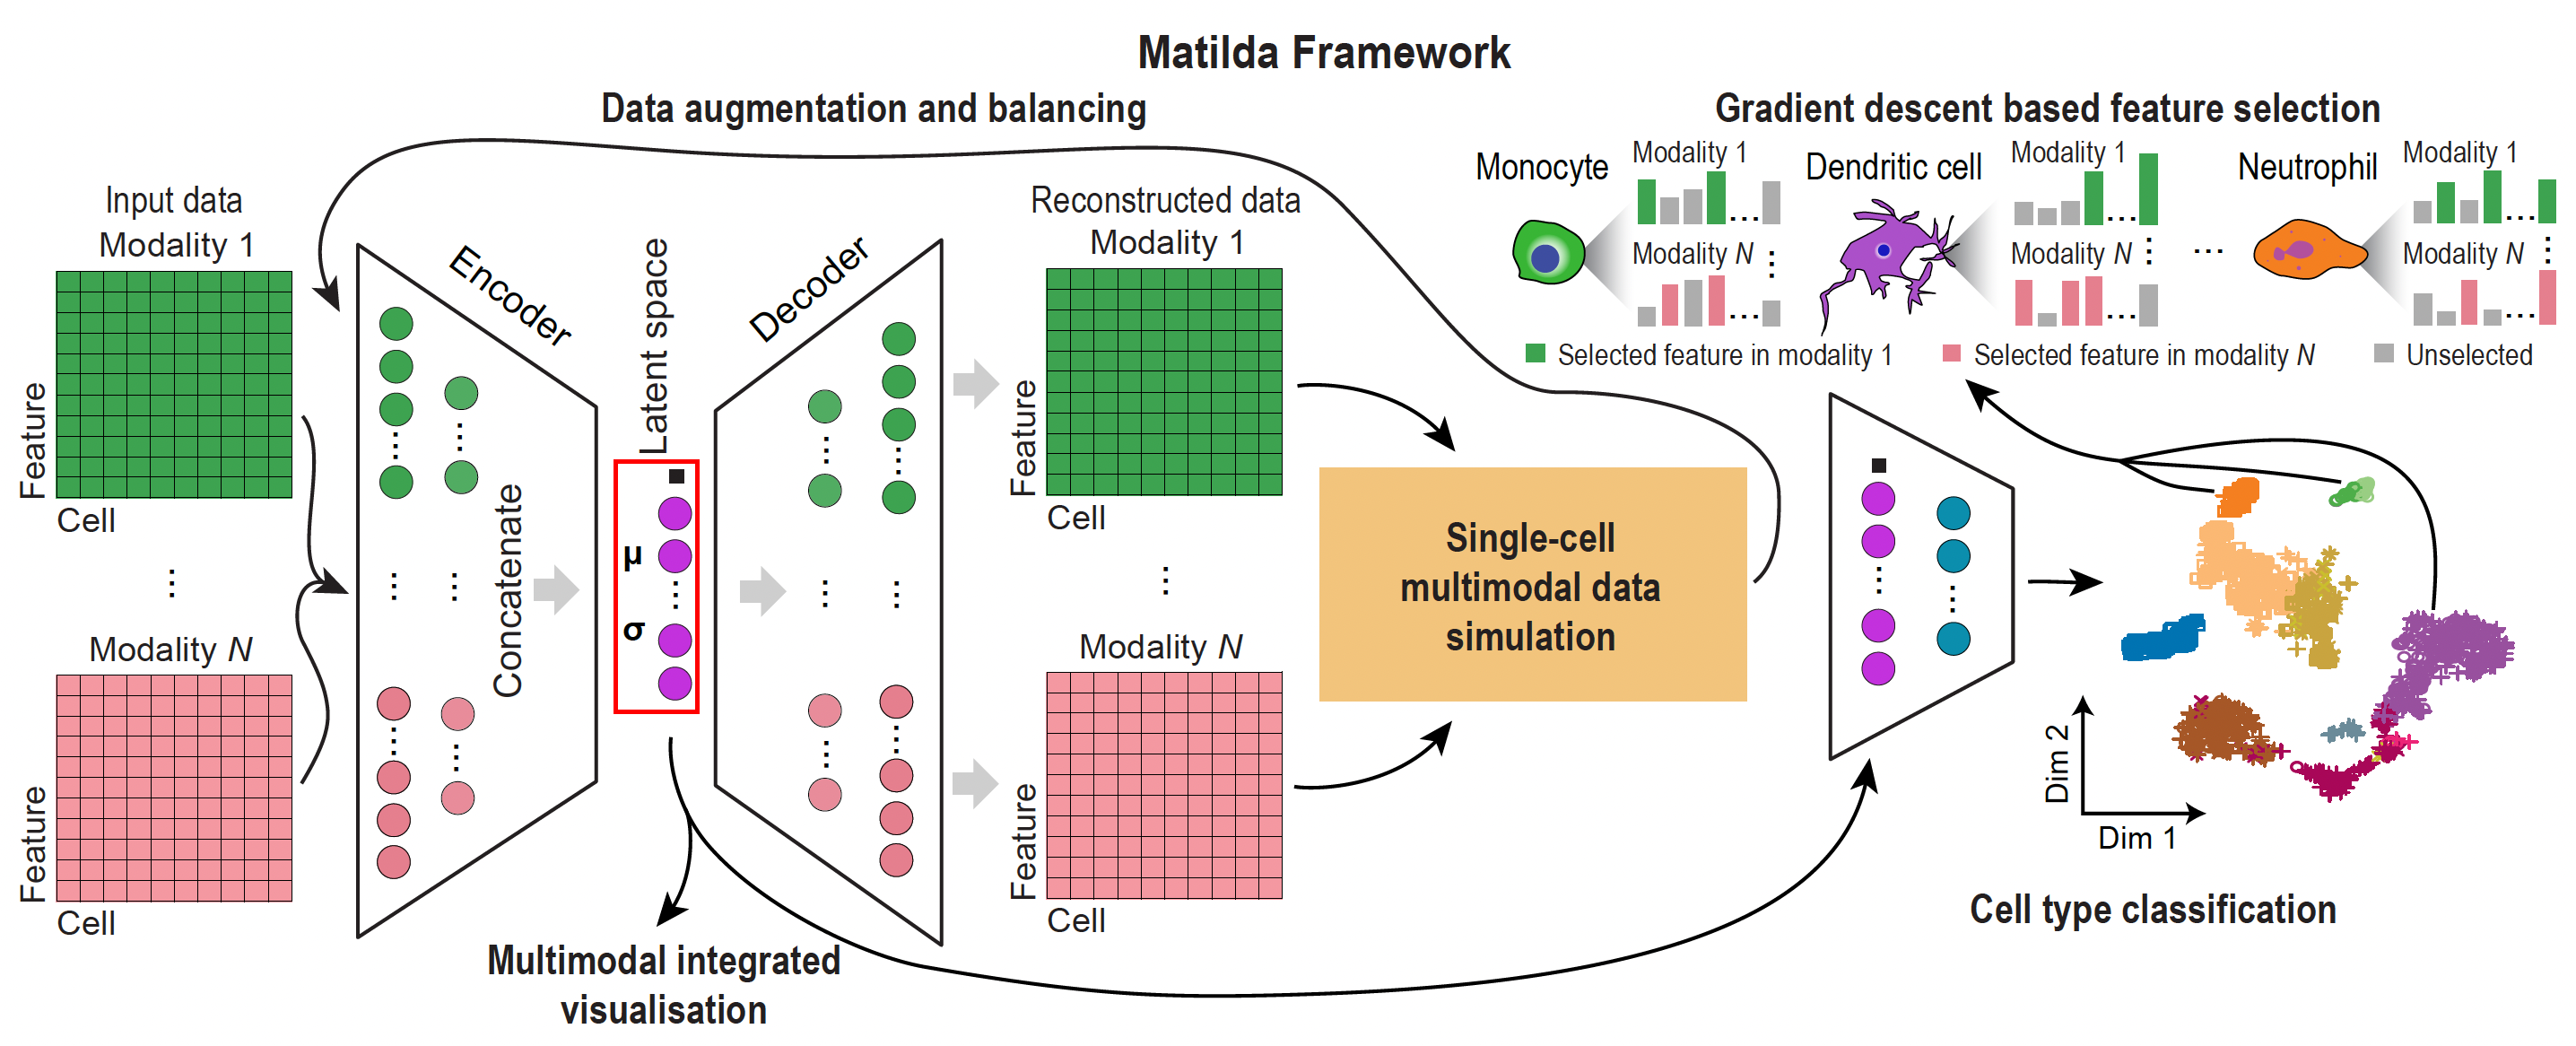 Matilda Framework
Data augmentation and balancing
Gradient descent based feature selection
Input data
Modality 1
Feature
Cell
Modality N
Feature
Cell
Encoder
Concatenate
Latent space
μ
σ
Decoder
Multimodal integrated
visualisation
Reconstructed data
Modality 1
Feature
Cell
Modality N
Feature
Cell
Single-cell
multimodal data
simulation
Monocyte
Modality 1
Modality N
Dendritic cell
Modality 1
Modality N
Neutrophil
Modality 1
Modality N
Selected feature in modality 1
Selected feature in modality N
Unselected
Dim 2
Dim 1
Cell type classification